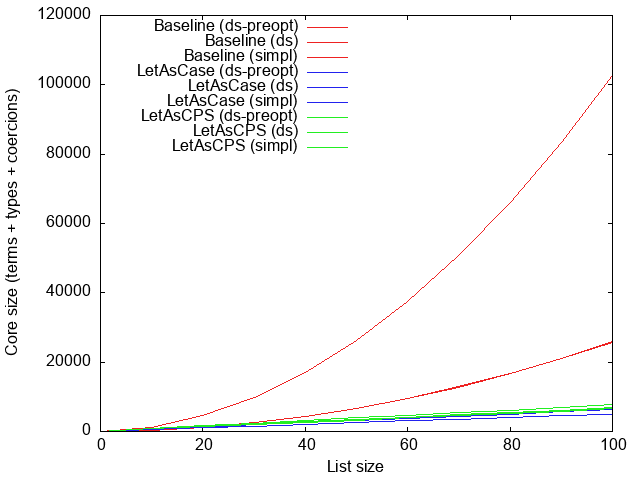 120000
100000
80000
60000
40000
20000
0
Core size (terms + types + coercions)
Baseline (ds-preopt)
Baseline (ds)
Baseline (simpl)
LetAsCase (ds-preopt)
LetAsCase (ds)
LetAsCase (simpl)
LetAsCPS (ds-preopt)
LetAsCPS (ds)
LetAsCPS (simpl)
0 20 40 60 80 100
List size